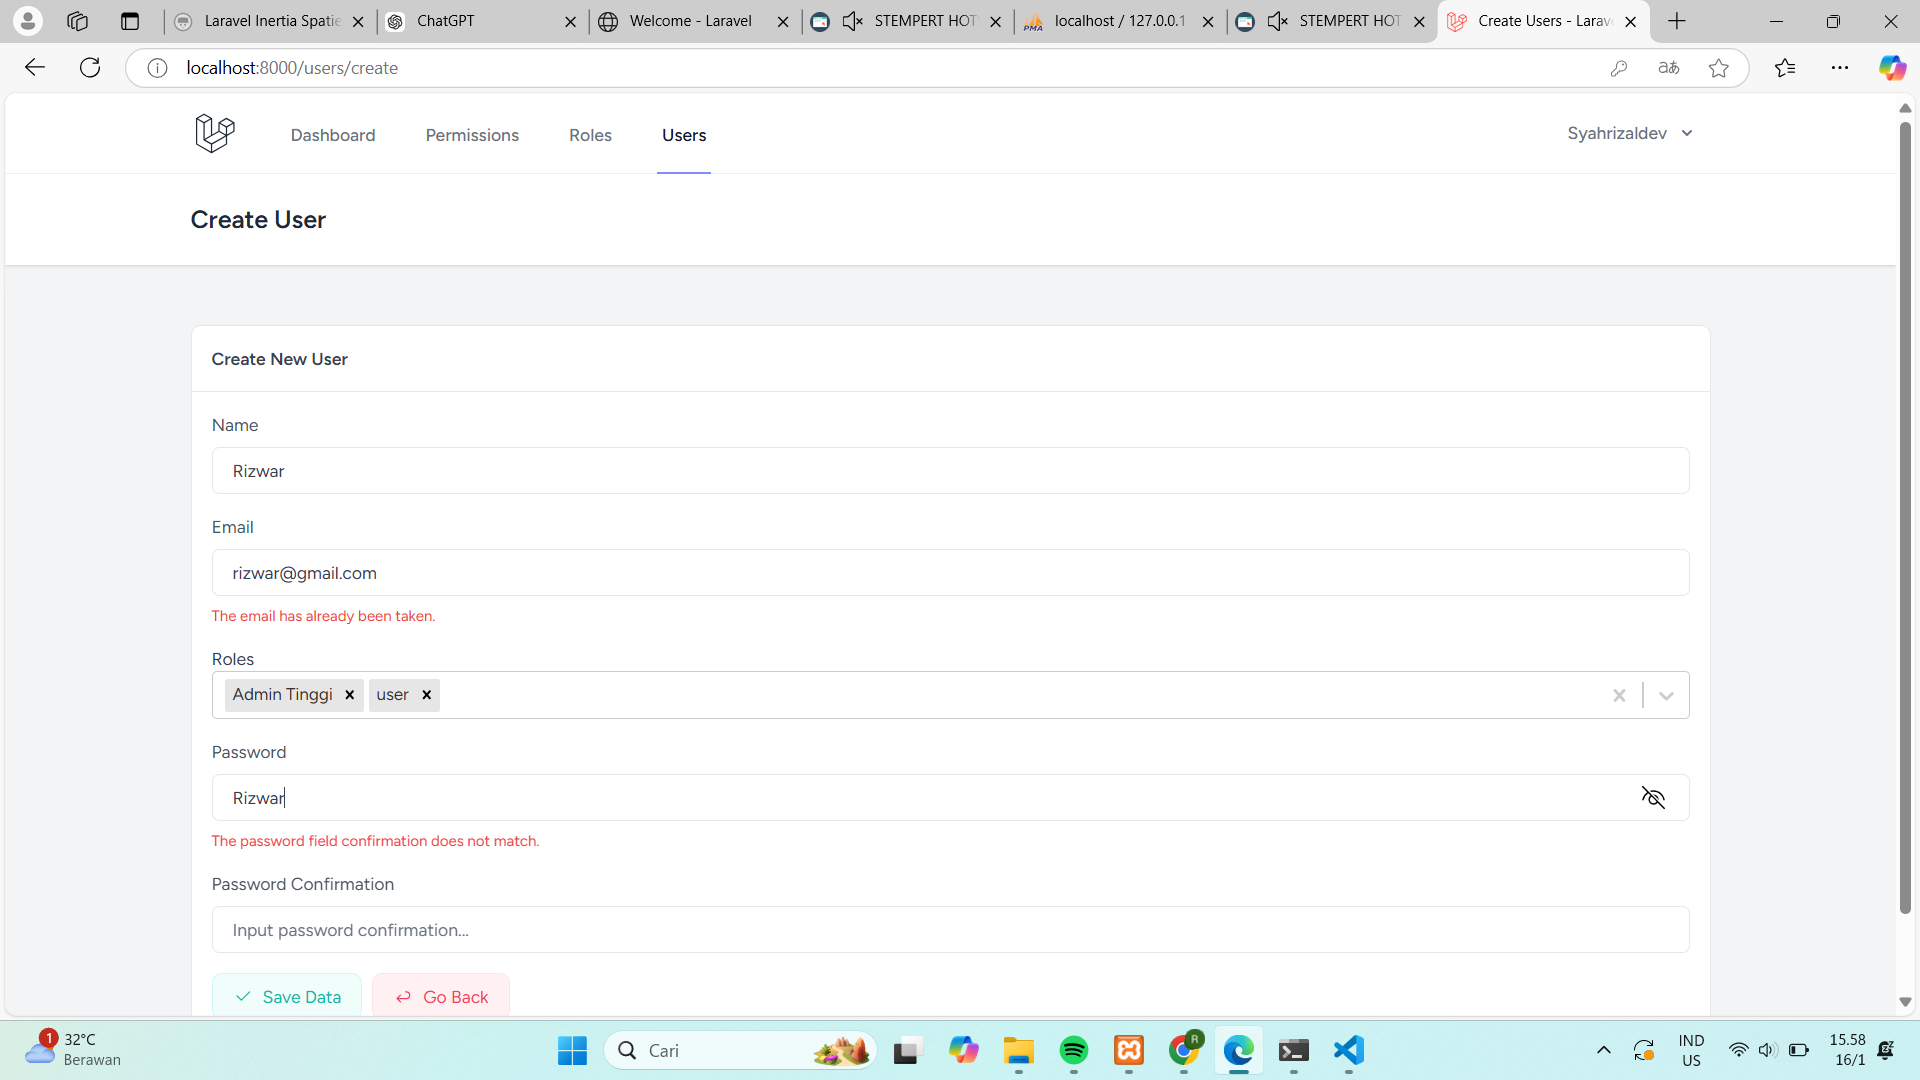 Laravel Inertia Spatie
ChatGPT
Welcome - Laravel
STEMPERT HOT
localhost / 127.0.0.1
STEMPERT HOT
Create Users - Larave
localhost:8000/users/create
Dashboard
Permissions
Roles
Users
Syahrizaldev
Create User
Create New User
Name
Rizwar
Email
rizwar@gmail.com
The email has already been taken.
Roles
Admin Tinggi
user
Password
Rizwar
The password field confirmation does not match.
Password Confirmation
Input password confirmation...
Save Data
Go Back
1
32°C
Berawan
Cari
R
IND
US
15.58
16/1